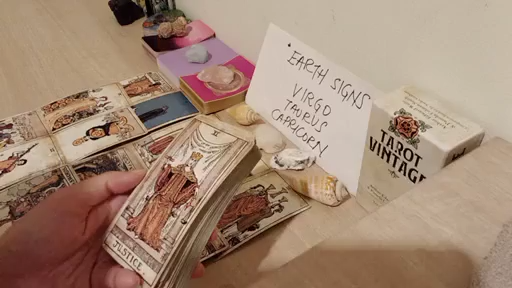 EARTH SIGNS
VIRGO
TAURUS
CAPRICORN
TAROT
VINTAGE
JUSTICE.